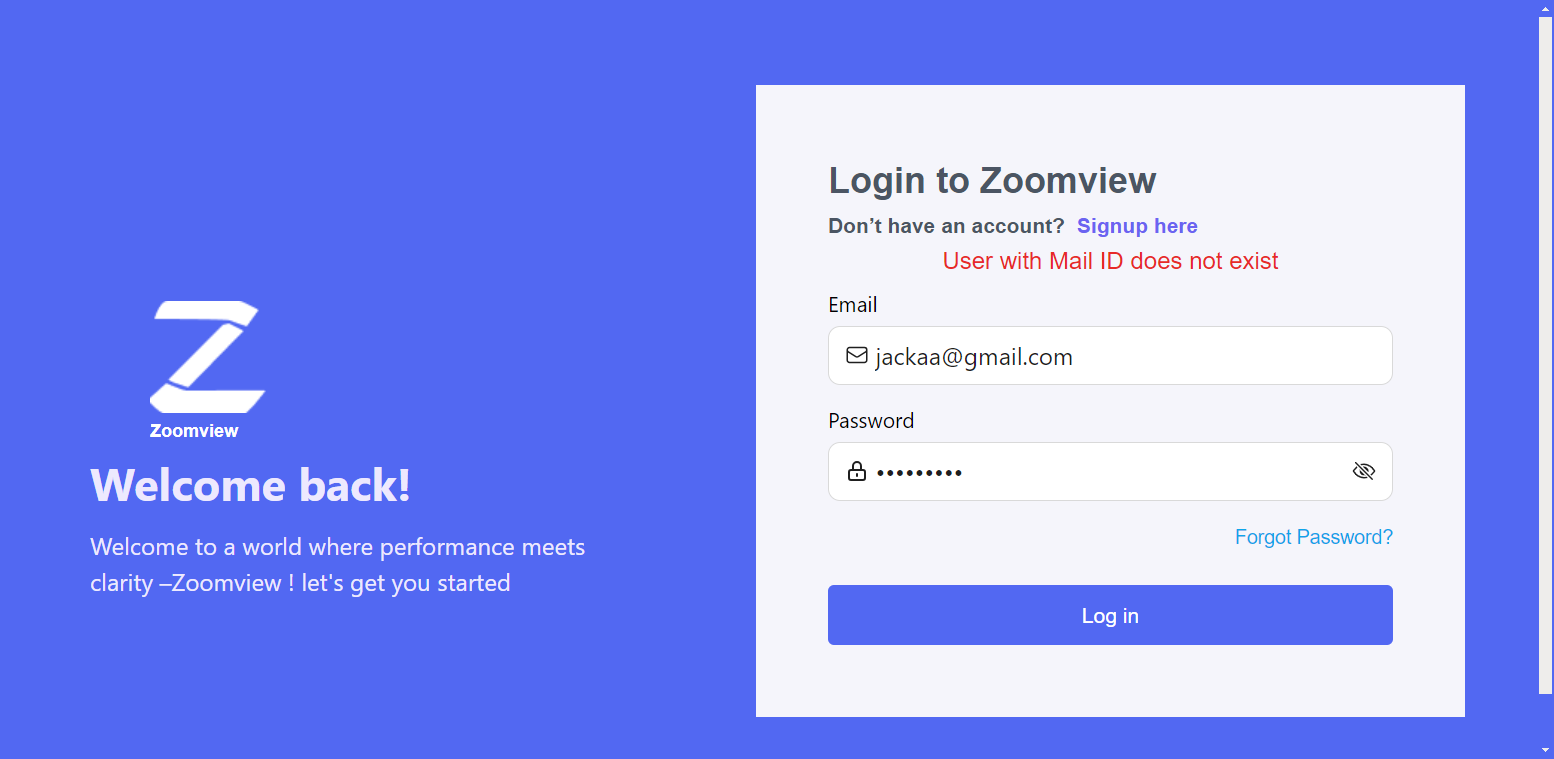 Zoomview
Welcome back!
Welcome to a world where performance meets
clarity –Zoomview ! let's get you started
Login to Zoomview
Don’t have an account? Signup here
User with Mail ID does not exist
Email
jackaa@gmail.com
Password
•••••••••
Forgot Password?
Log in